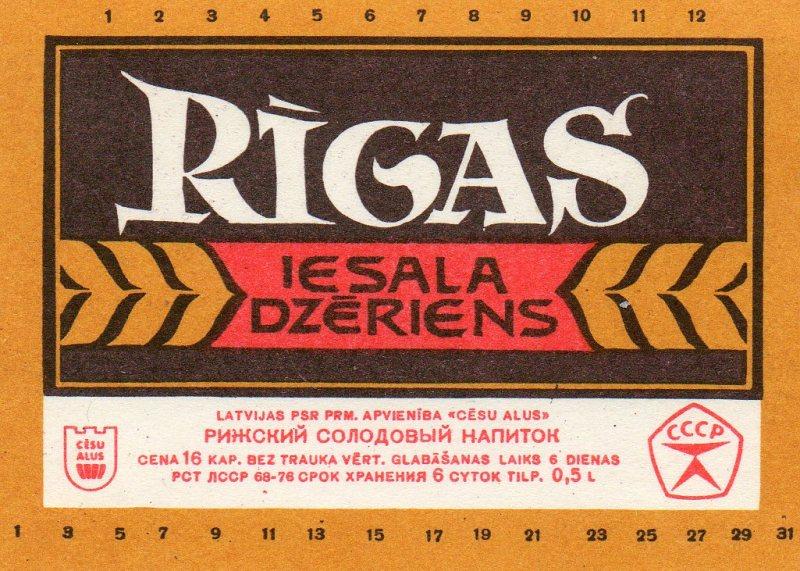 1 2 3 4 5 6 7 8 9 10 11 12
RĪGAS
IESALA
DZĒRIENS
LATVIJAS PSR PRM. APVIENĪBA «CĒSU ALUS»
РИЖСКИЙ СОЛОДОВЫЙ НАПИТОК
CENA 16 KAP. BEZ TRAUKA VĒRT. GLABĀŠANAS LAIKS 6 DIENAS
РСТ ЛССР 68-76 СРОК ХРАНЕНИЯ 6 СУТОК TILP. 0,5 L
CĒSU
ALUS
СССР
1 3 5 7 9 11 13 15 17 19 21 23 25 27 29 31